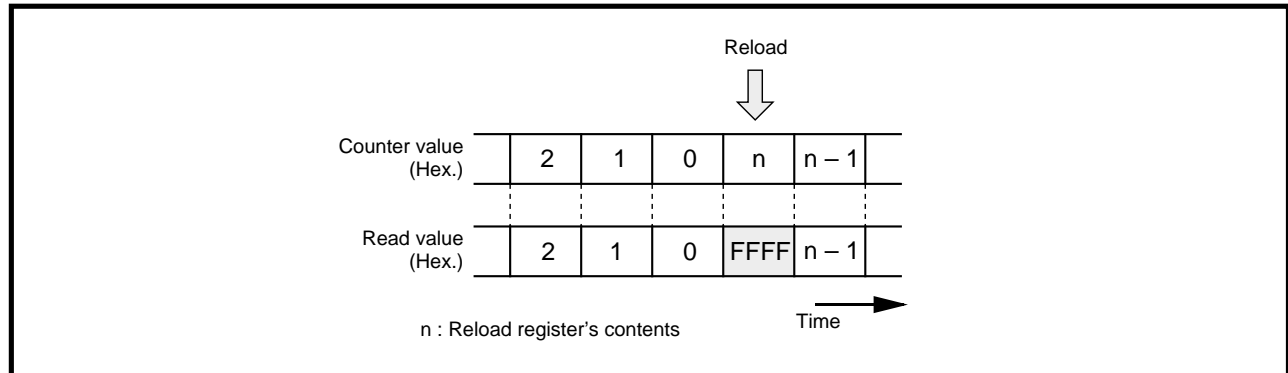 Reload
Counter value
(Hex.)
2 1 0 n n – 1
Read value
(Hex.)
2 1 0 FFFF n – 1
Time
n : Reload register's contents